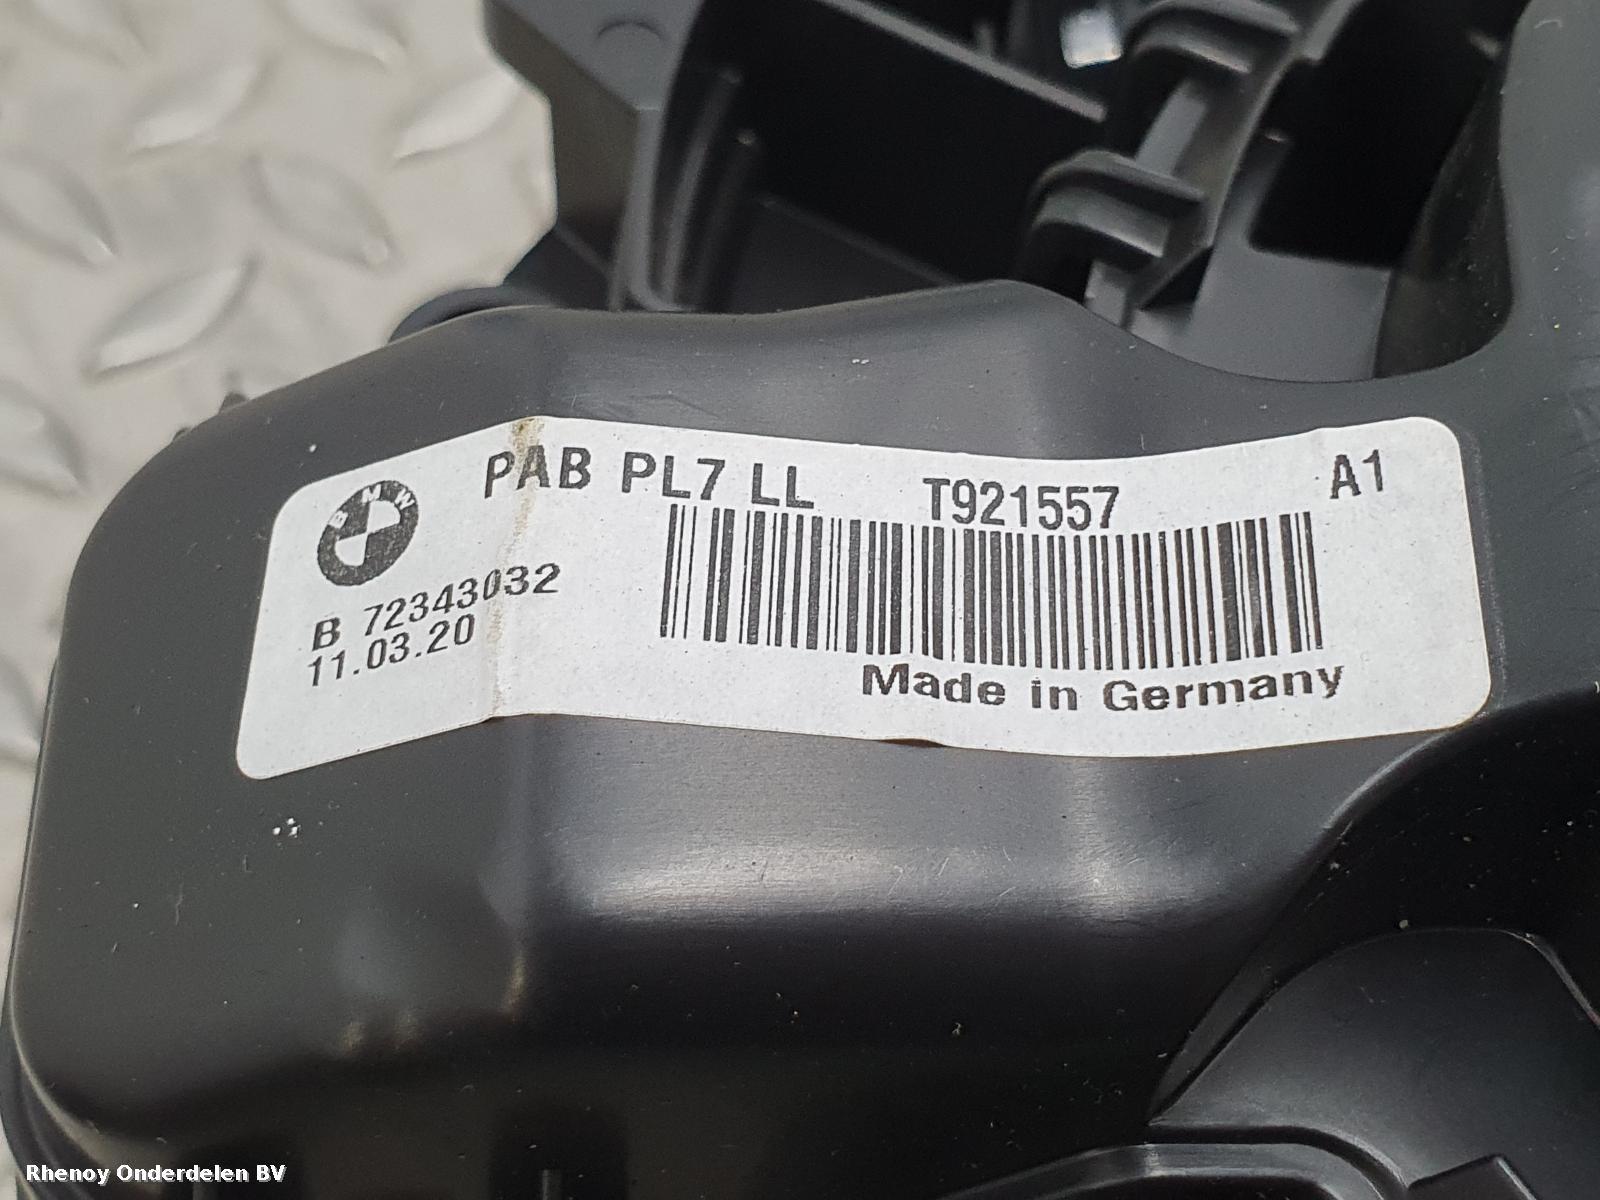 PAB PL7 LL T921557 A1
BMW
B 72343032
11.03.20
Made in Germany
Rhenoy Onderdelen BV